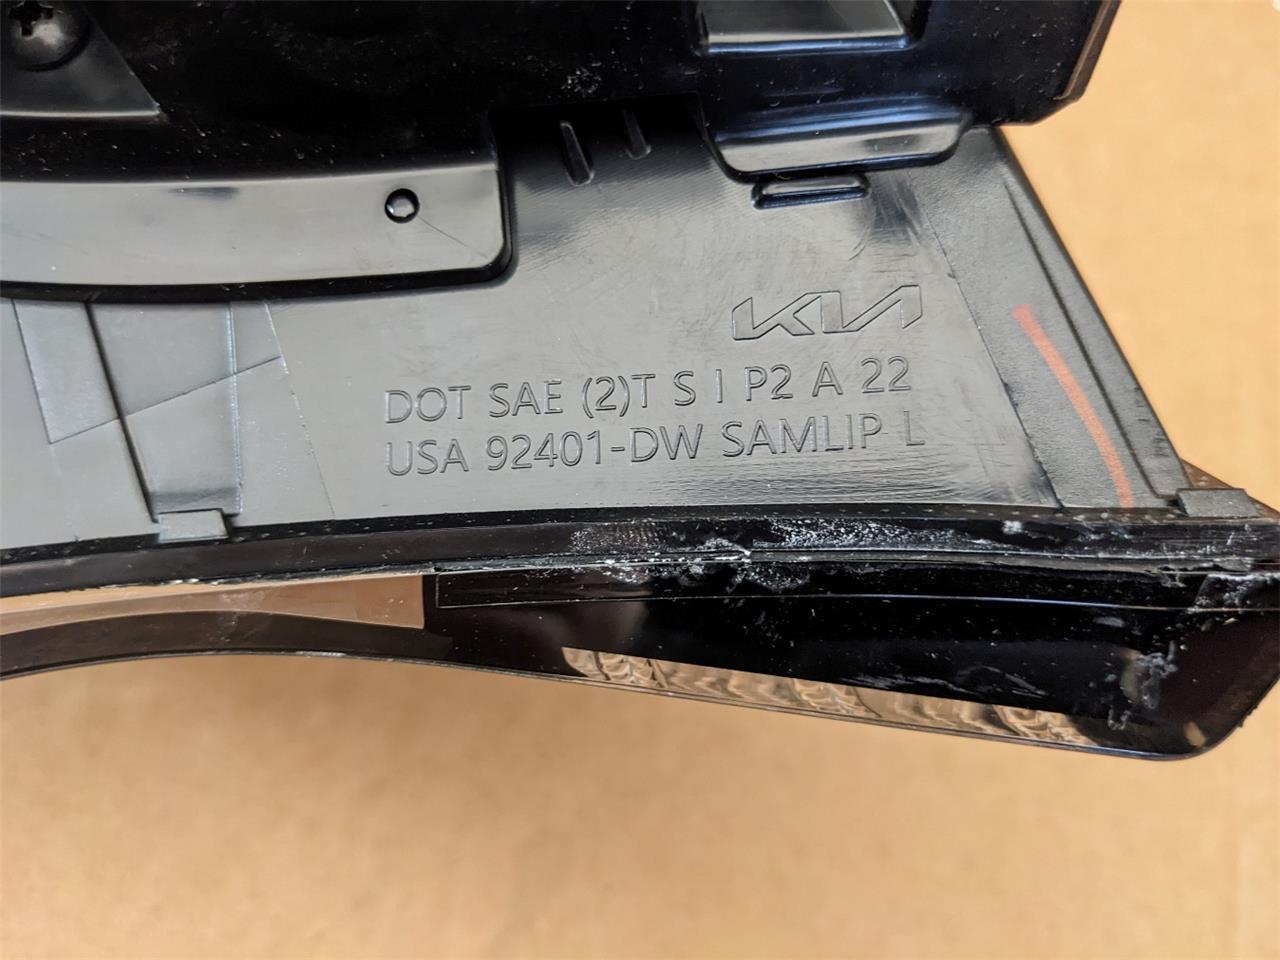 KIA
DOT SAE (2)T S I P2 A 22
USA 92401-DW SAMLIP L